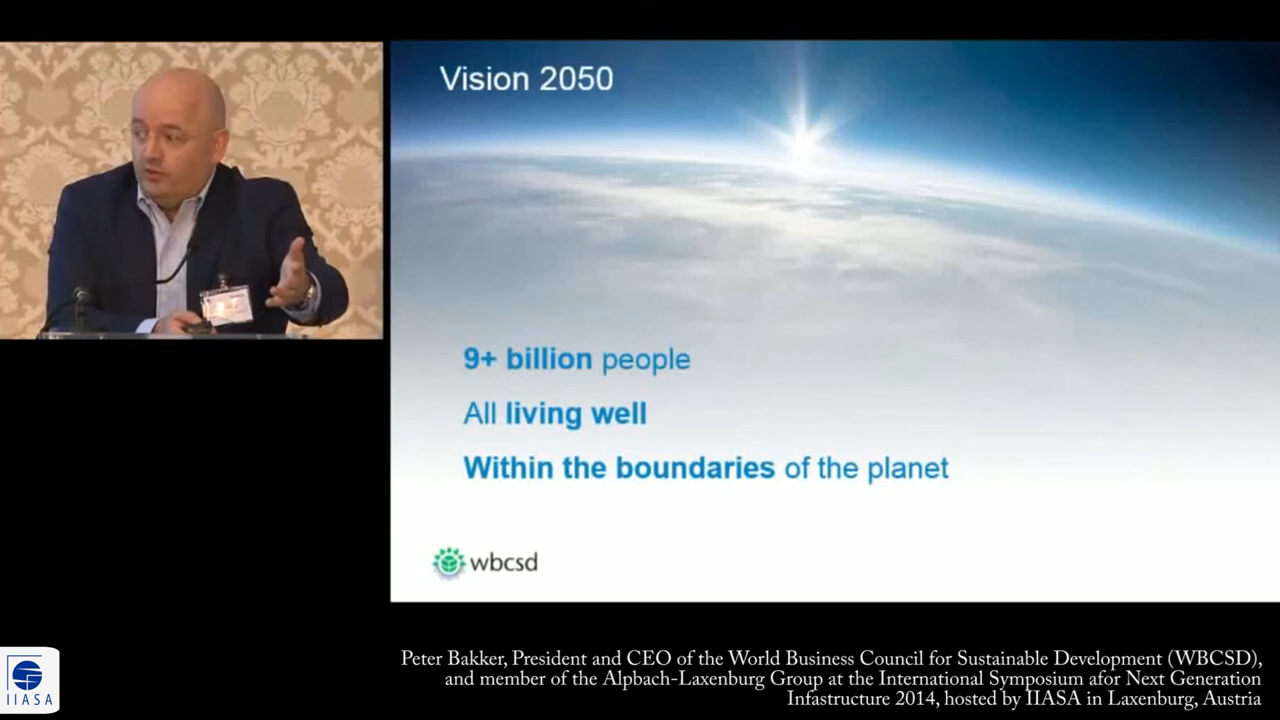 Vision 2050
9+ billion people
All living well
Within the boundaries of the planet
wbcsd
IIASA
Peter Bakker, President and CEO of the World Business Council for Sustainable Development (WBCSD),
and member of the Alpbach-Laxenburg Group at the International Symposium afor Next Generation
Infastructure 2014, hosted by IIASA in Laxenburg, Austria